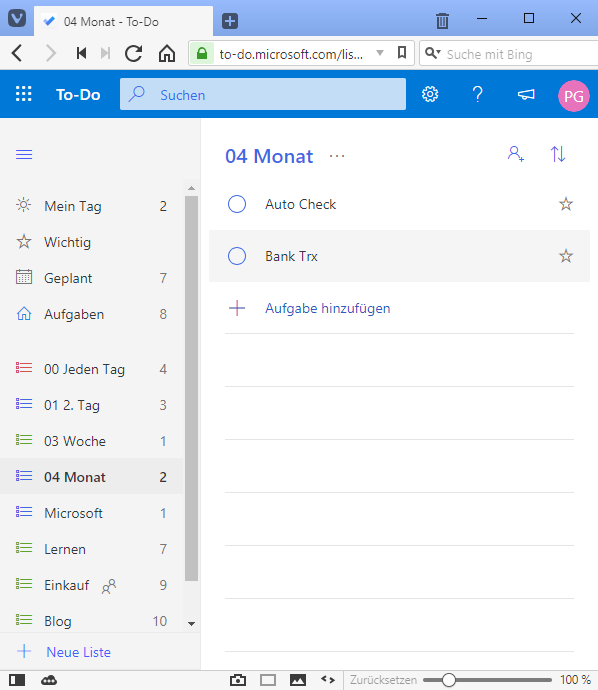 04 Monat - To-Do
to-do.microsoft.com/lis...
Suche mit Bing
To-Do
Suchen
PG
04 Monat
Mein Tag 2
Wichtig
Geplant 7
Aufgaben 8
00 Jeden Tag 4
01 2. Tag 3
03 Woche 1
04 Monat 2
Microsoft 1
Lernen 7
Einkauf 9
Blog 10
Neue Liste
Auto Check
Bank Trx
Aufgabe hinzufügen
Zurücksetzen 100 %